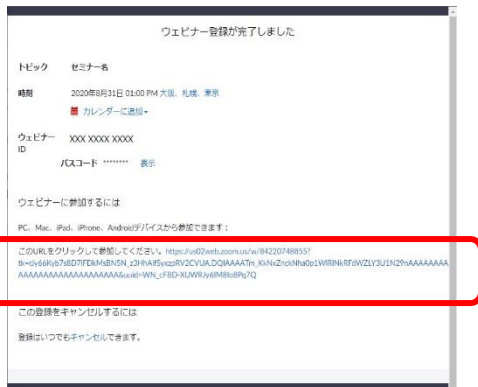 ウェビナー登録が完了しました
トピック セミナー名
時刻 2020年8月31日 01:00 PM 大阪、札幌、東京
カレンダーに追加
ウェビナー ID XXX XXXX XXXX
パスコード ******** 表示
ウェビナーに参加するには
PC、Mac、iPad、iPhone、Androidデバイスから参加できます：
このURLをクリックして参加してください。https://us02web.zoom.us/w/84220748855?
この登録をキャンセルするには
登録はいつでもキャンセルできます。